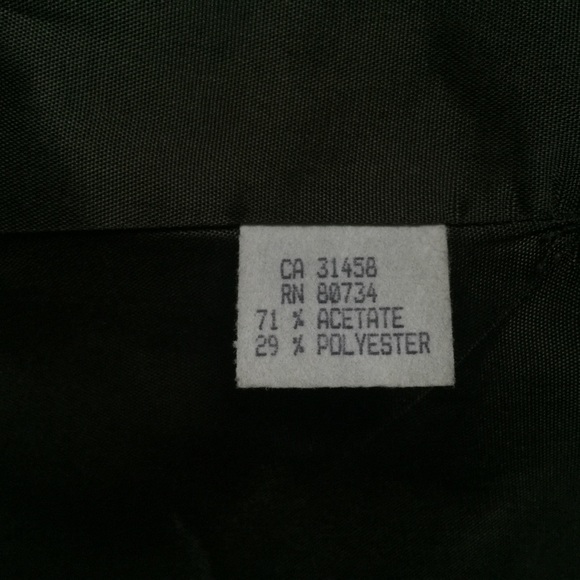 CA 31458
RN 80734
71 % ACETATE
29 % POLYESTER